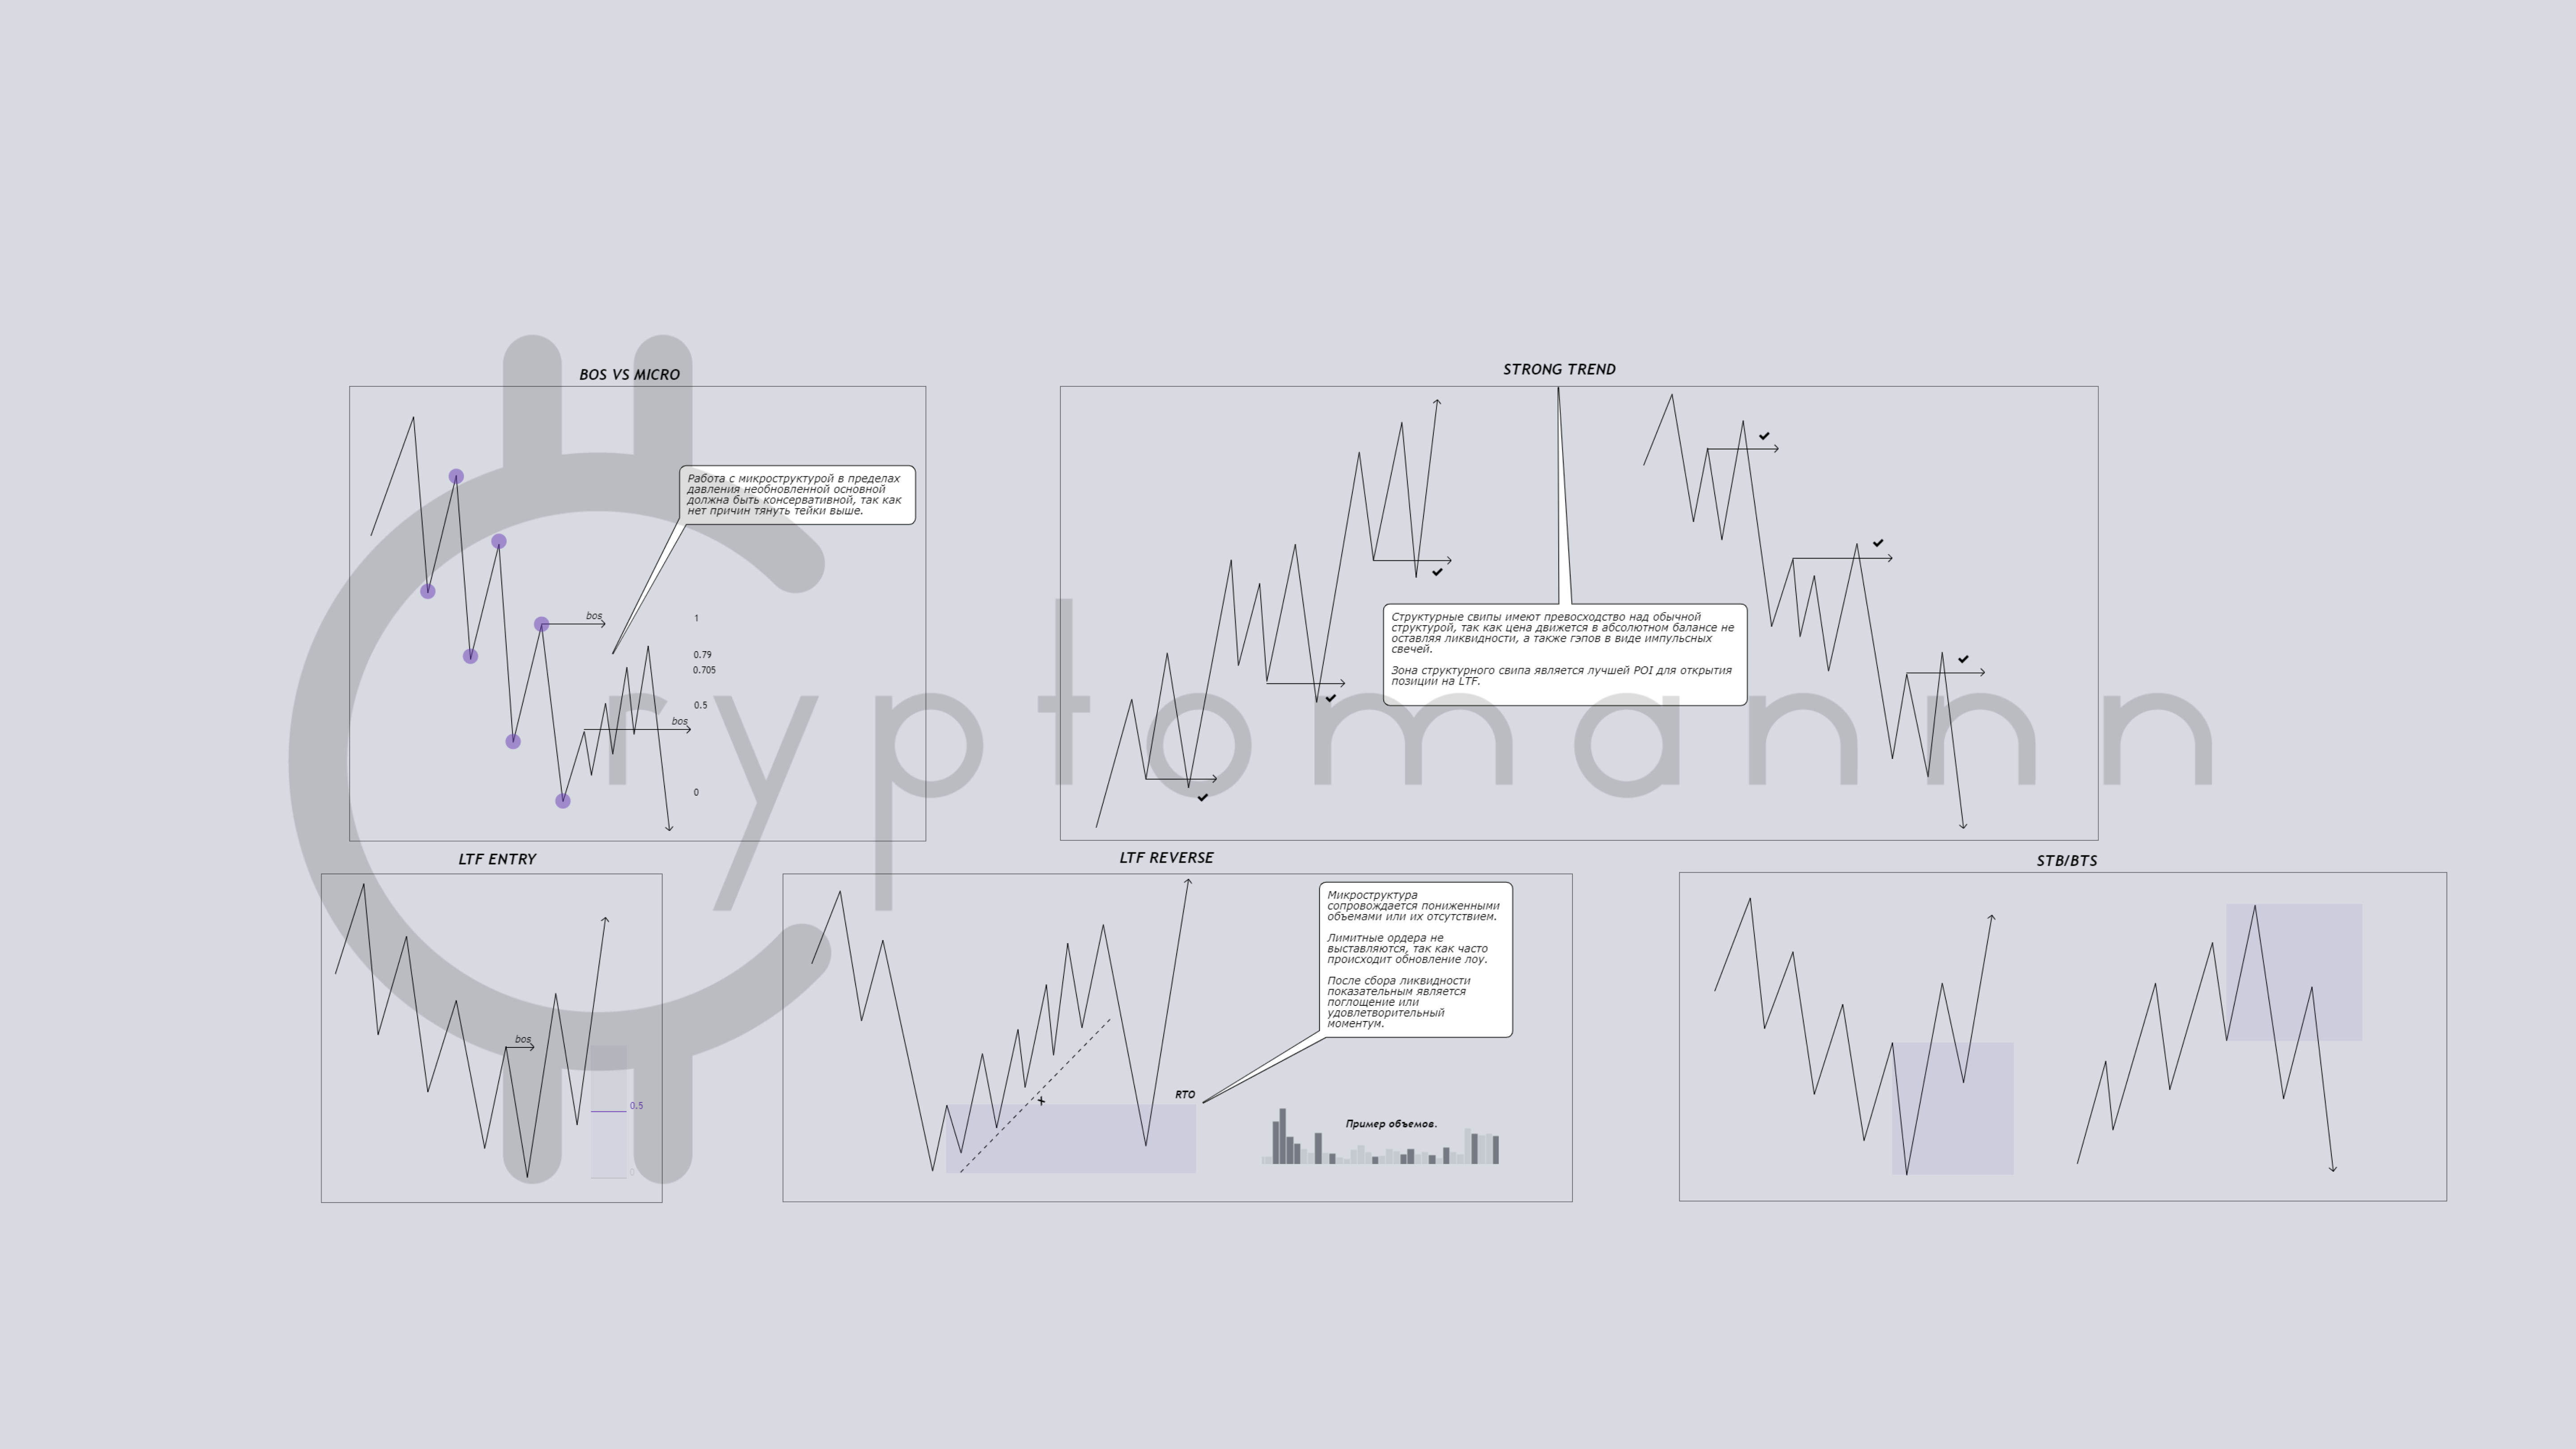 BOS VS MICRO
Работа с микроструктурой в пределах
давления необновленной основной
должна быть консервативной, так как
нет причин тянуть тейки выше.
bos
1
0.79
0.705
0.5
bos
0
STRONG TREND
Структурные свипы имеют превосходство над обычной
структурой, так как цена движется в абсолютном балансе не
оставляя ликвидности, а также гэпов в виде импульсных
свечей.
Зона структурного свипа является лучшей POI для открытия
позиции на LTF.
ryptomannn
LTF ENTRY
bos
0.5
0
LTF REVERSE
Микроструктура
сопровождается пониженными
объемами или их отсутствием.
Лимитные ордера не
выставляются, так как часто
происходит обновление лоу.
После сбора ликвидности
показательным является
поглощение или
удовлетворительный
моментум.
RTO
Пример объемов.
STB/BTS